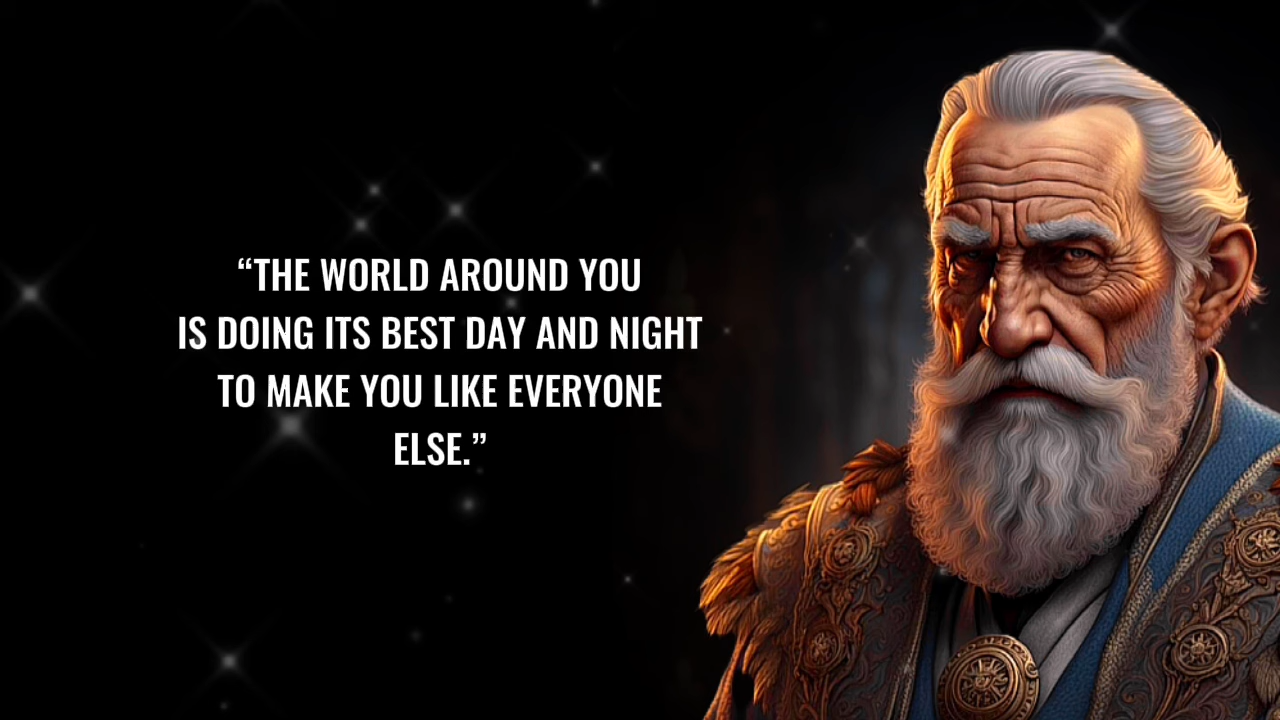 “THE WORLD AROUND YOU
IS DOING ITS BEST DAY AND NIGHT
TO MAKE YOU LIKE EVERYONE
ELSE.”